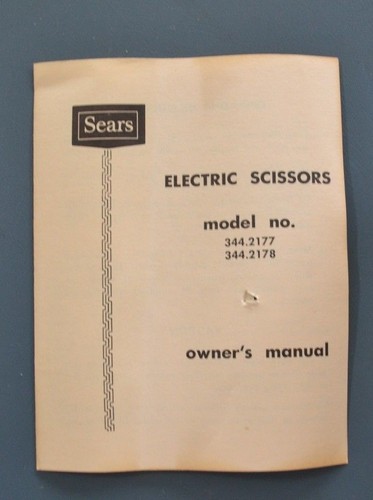 Sears
ELECTRIC SCISSORS
model no.
344.2177
344.2178
owner's manual